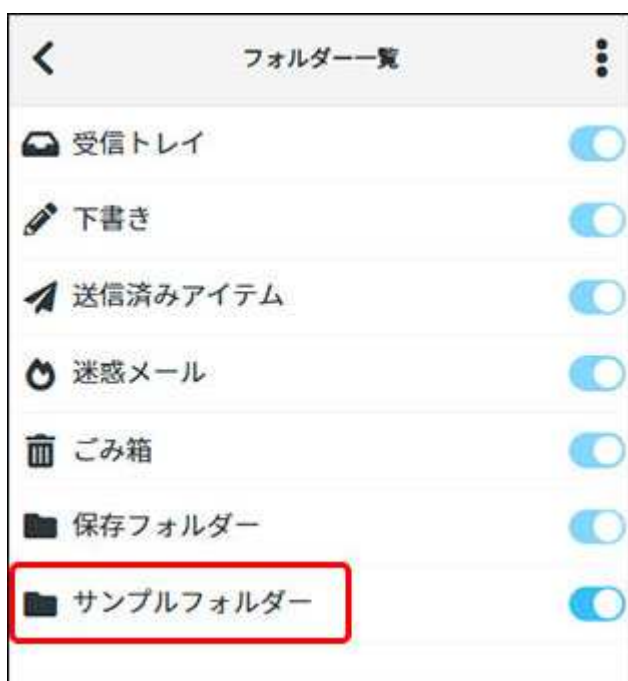 フォルダー一覧
受信トレイ
下書き
送信済みアイテム
迷惑メール
ごみ箱
保存フォルダー
サンプルフォルダー